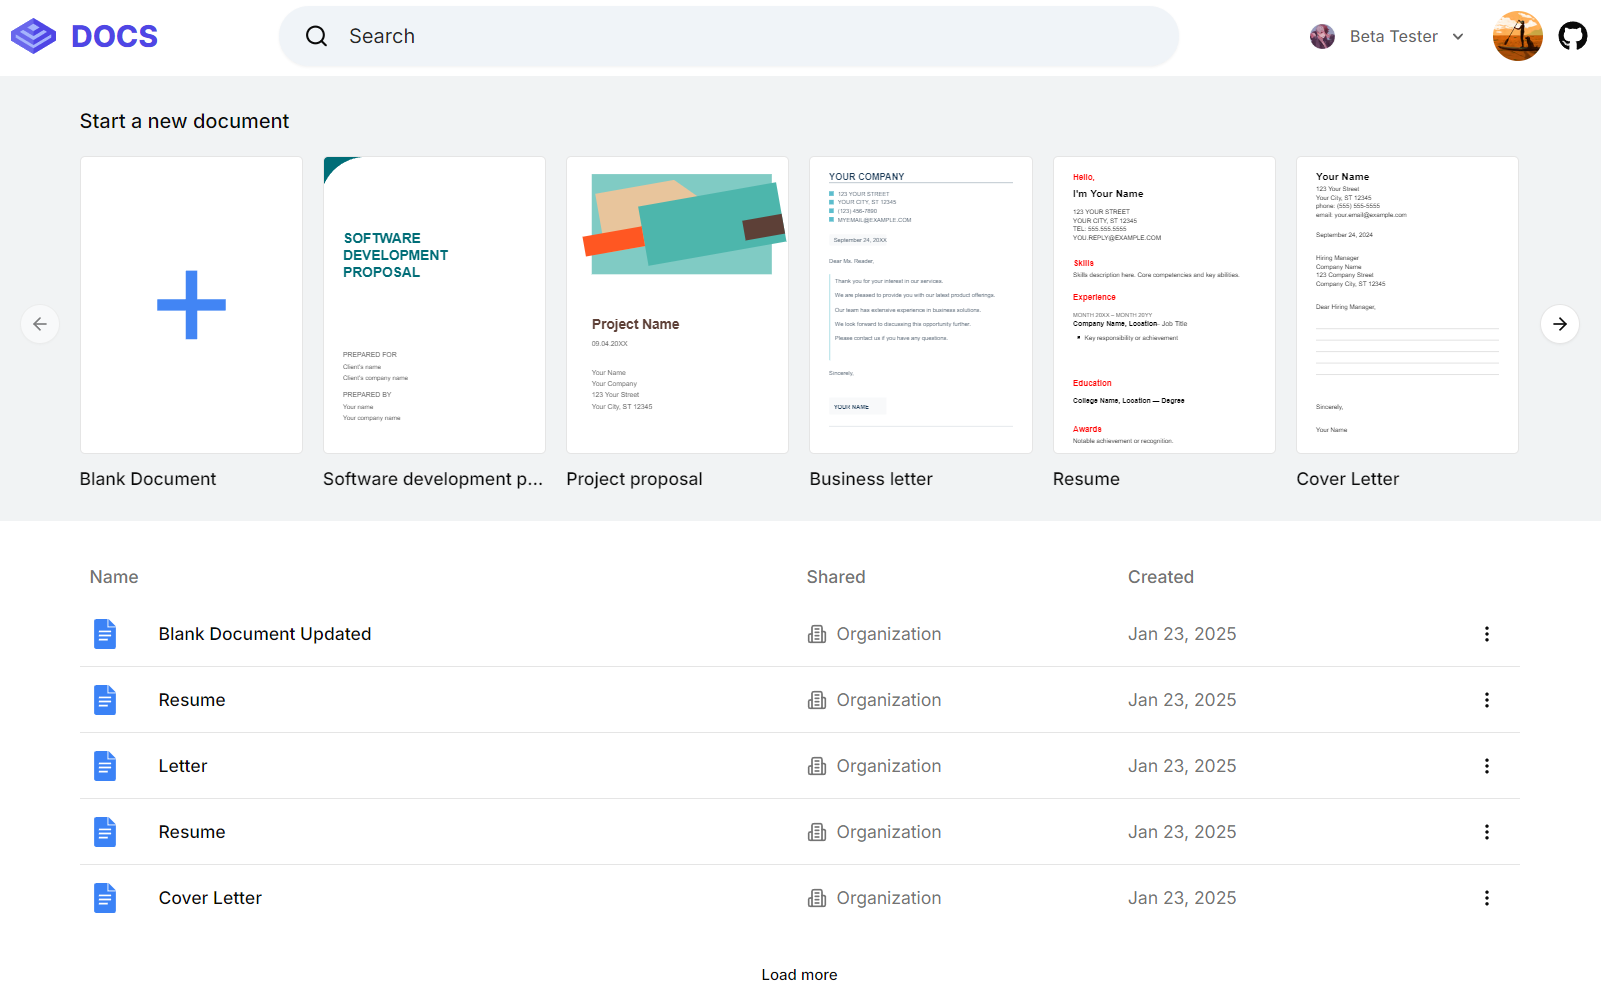 DOCS
Search
Beta Tester
Start a new document
SOFTWARE
DEVELOPMENT
PROPOSAL
PREPARED FOR
Client's name
Client's company name
PREPARED BY
Your name
Your company name
Software development p...
Blank Document
Project Name
09.04.20XX
Your Name
Your Company
123 Your Street
Your City, ST 12345
Project proposal
YOUR COMPANY
123 YOUR STREET
YOUR CITY, ST 12345
(123) 456-7890
MYEMAIL@EXAMPLE.COM
September 24, 20XX
Dear Ms. Reader,
Thank you for your interest in our services.
We are pleased to provide you with our latest product offerings.
Our team has extensive experience in business solutions.
We look forward to discussing this opportunity further.
Please contact us if you have any questions.
Sincerely,
YOUR NAME
Business letter
Hello,
I'm Your Name
123 YOUR STREET
YOUR CITY, ST 12345
TEL: 555.555.5555
YOU.REPLY@EXAMPLE.COM
Skills
Skills description here. Core competencies and key abilities.
Experience
MONTH 20XX – MONTH 20YY
Company Name, Location- Job Title
Key responsibility or achievement
Education
College Name, Location — Degree
Awards
Notable achievement or recognition.
Resume
Your Name
123 Your Street
Your City, ST 12345
phone: (555) 555-5555
email: your.email@example.com
September 24, 2024
Hiring Manager
Company Name
123 Company Street
Company City, ST 12345
Dear Hiring Manager,
Sincerely,
Your Name
Cover Letter
Name Shared Created
Blank Document Updated Organization Jan 23, 2025
Resume Organization Jan 23, 2025
Letter Organization Jan 23, 2025
Resume Organization Jan 23, 2025
Cover Letter Organization Jan 23, 2025
Load more